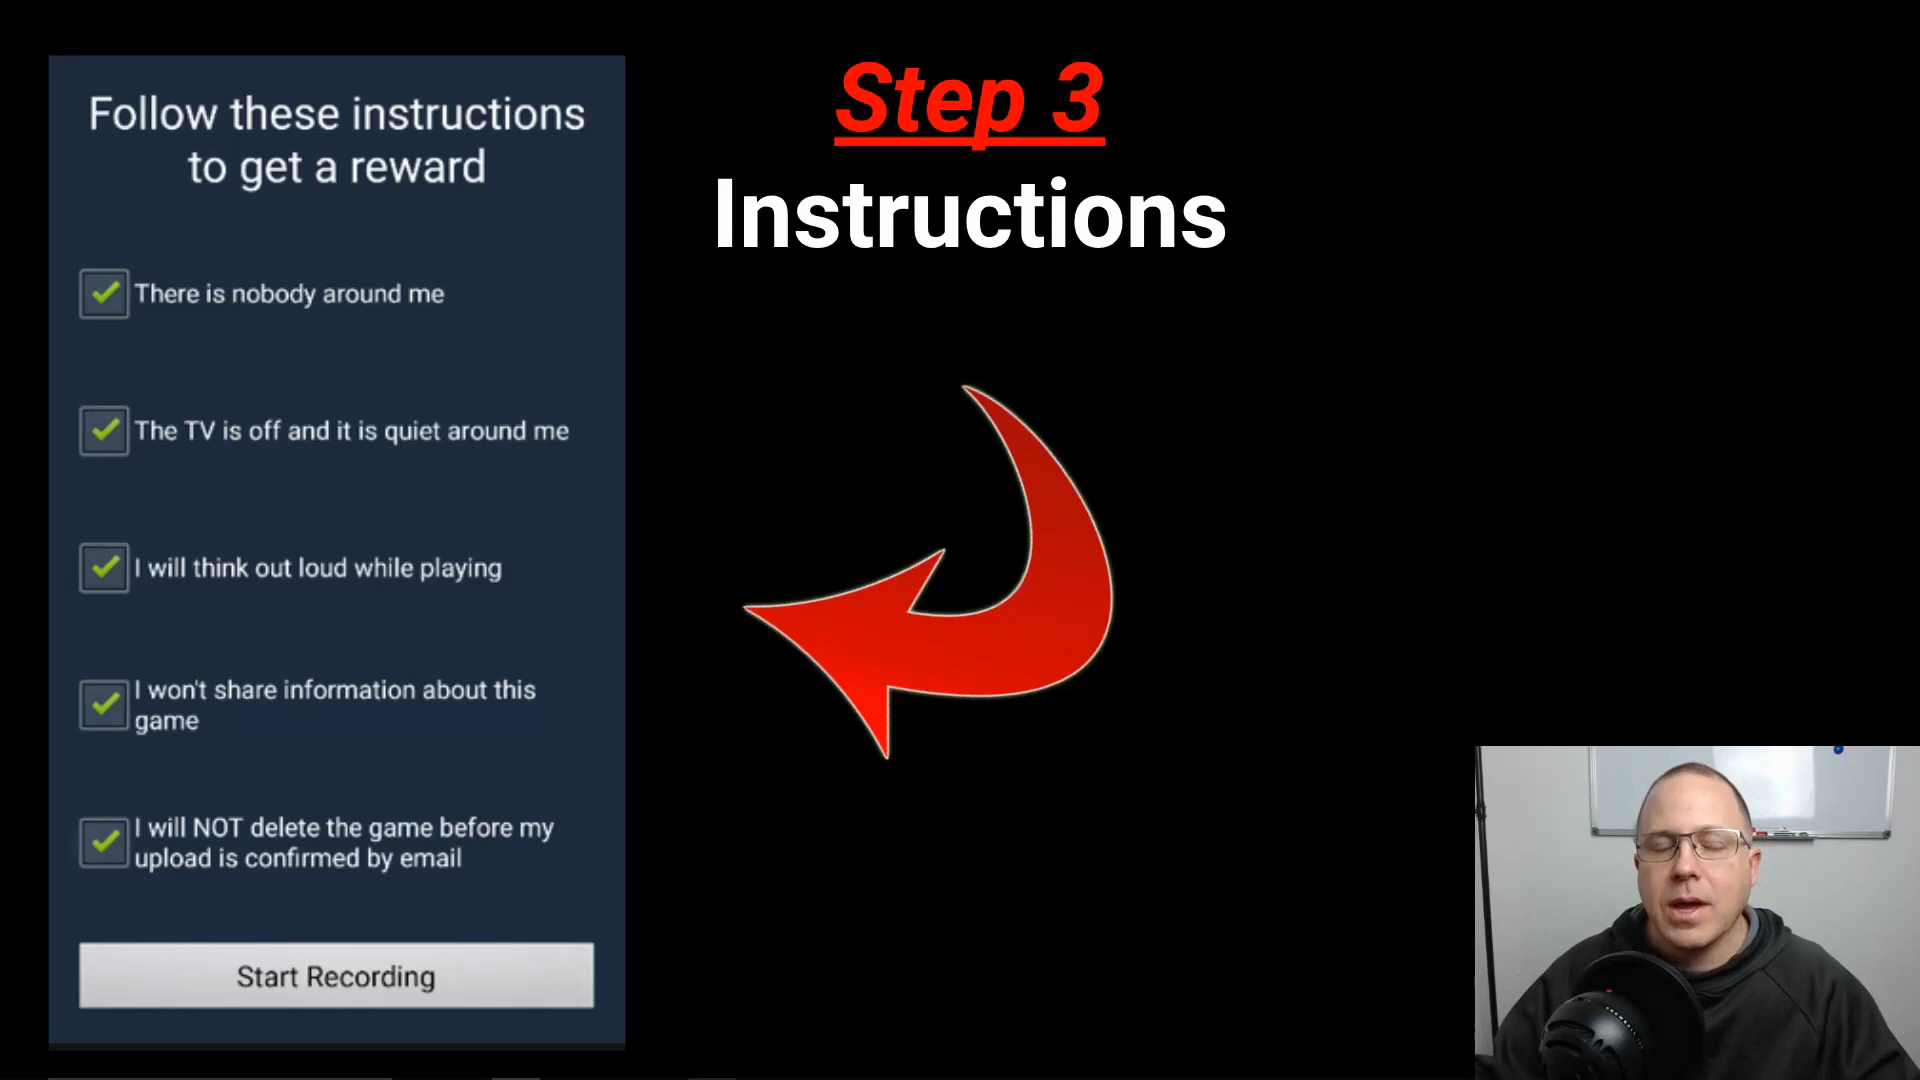 Follow these instructions
to get a reward
There is nobody around me
The TV is off and it is quiet around me
I will think out loud while playing
I won't share information about this
game
I will NOT delete the game before my
upload is confirmed by email
Start Recording
Step 3
Instructions